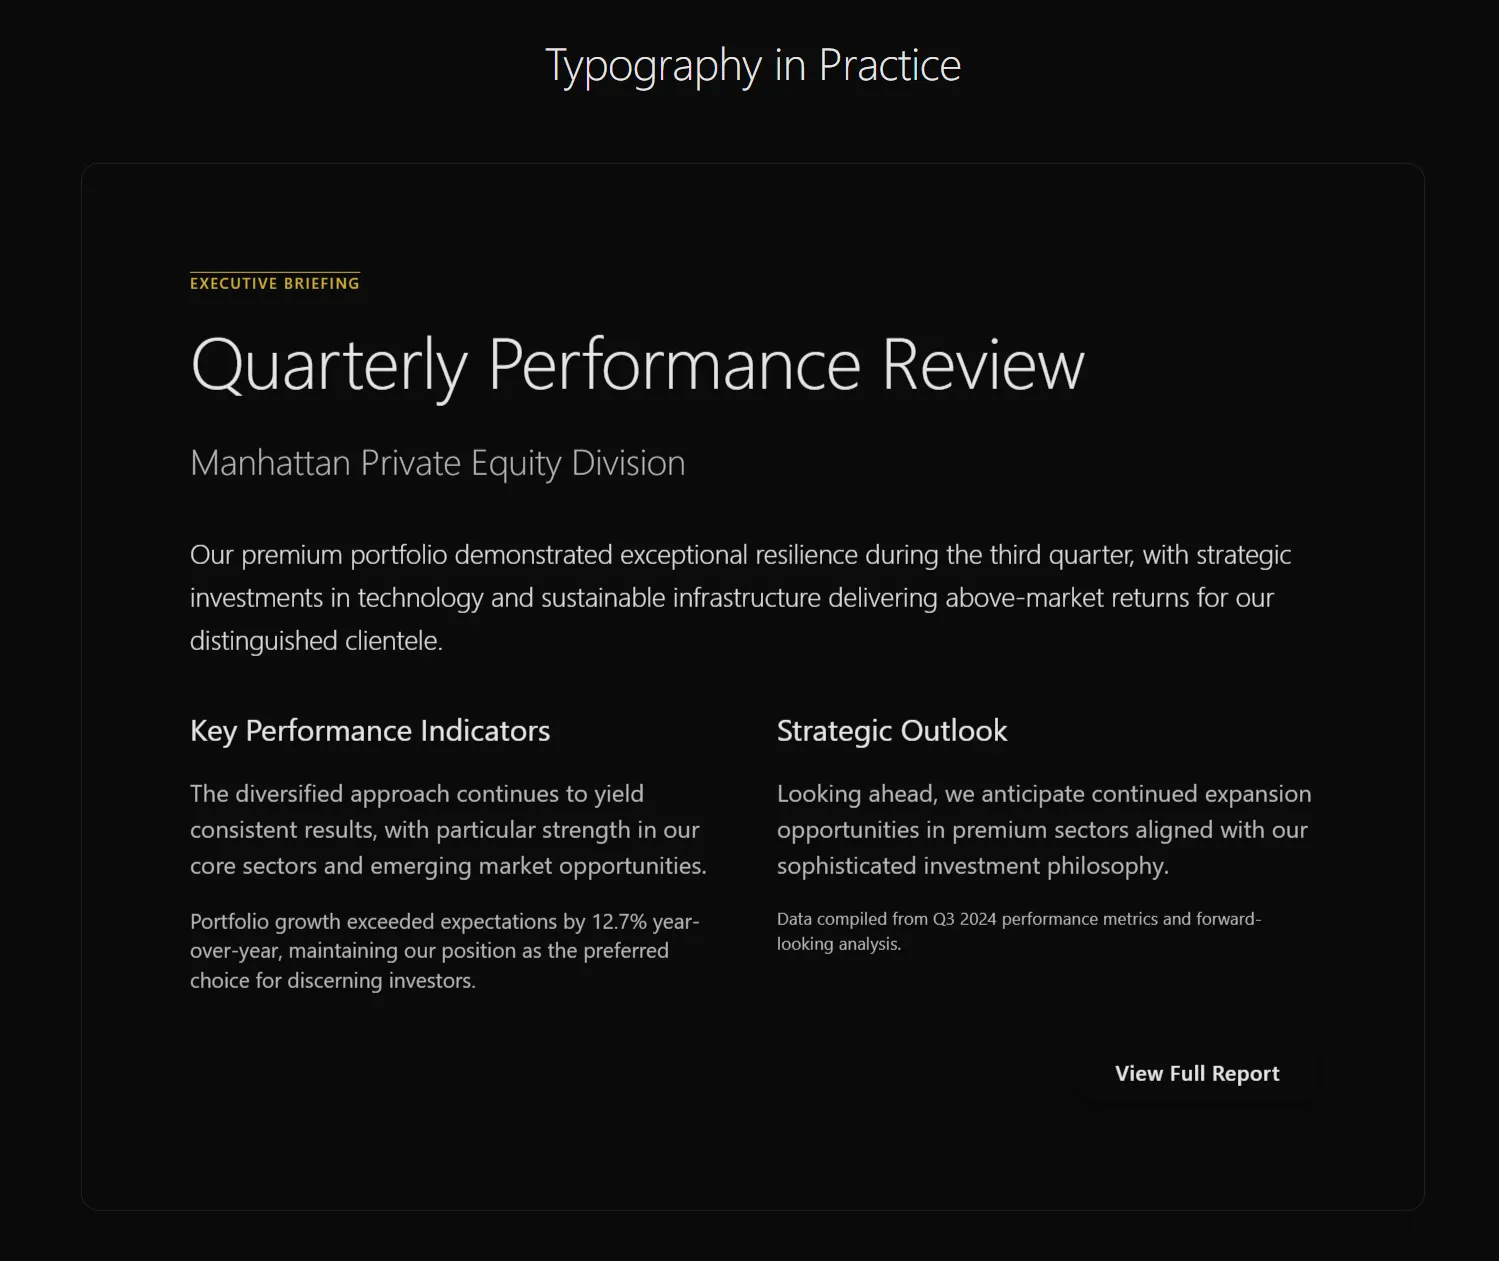 Typography in Practice
EXECUTIVE BRIEFING
Quarterly Performance Review
Manhattan Private Equity Division
Our premium portfolio demonstrated exceptional resilience during the third quarter, with strategic
investments in technology and sustainable infrastructure delivering above-market returns for our
distinguished clientele.
Key Performance Indicators
The diversified approach continues to yield
consistent results, with particular strength in our
core sectors and emerging market opportunities.
Portfolio growth exceeded expectations by 12.7% year-
over-year, maintaining our position as the preferred
choice for discerning investors.
Strategic Outlook
Looking ahead, we anticipate continued expansion
opportunities in premium sectors aligned with our
sophisticated investment philosophy.
Data compiled from Q3 2024 performance metrics and forward-
looking analysis.
View Full Report